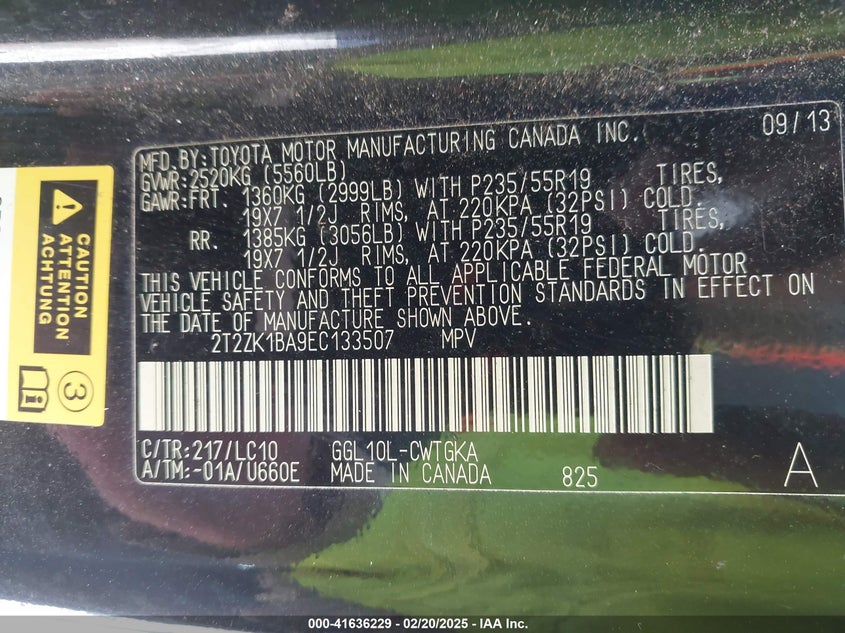 MFD.BY:TOYOTA MOTOR MANUFACTURING CANADA INC. 09/13
GVWR:2520KG (5560LB)
GAWR:FRT. 1360KG (2999LB) WITH P235/55R19 TIRES,
19X7 1/2J RIMS, AT 220KPA (32PSI) COLD.
RR. 1385KG (3056LB) WITH P235/55R19 TIRES,
19X7 1/2J RIMS, AT 220KPA (32PSI) COLD.
THIS VEHICLE CONFORMS TO ALL APPLICABLE FEDERAL MOTOR
VEHICLE SAFETY AND THEFT PREVENTION STANDARDS IN EFFECT ON
THE DATE OF MANUFACTURE SHOWN ABOVE.
2T2ZK1BA9EC133507 MPV
C/TR:217/LC10 GGL10L-CWTGKA
A/TM:-01A/U660E MADE IN CANADA 825 A
CAUTION
ATTENTION
ACHTUNG
3
000-41636229 - 02/20/2025 - IAA Inc.